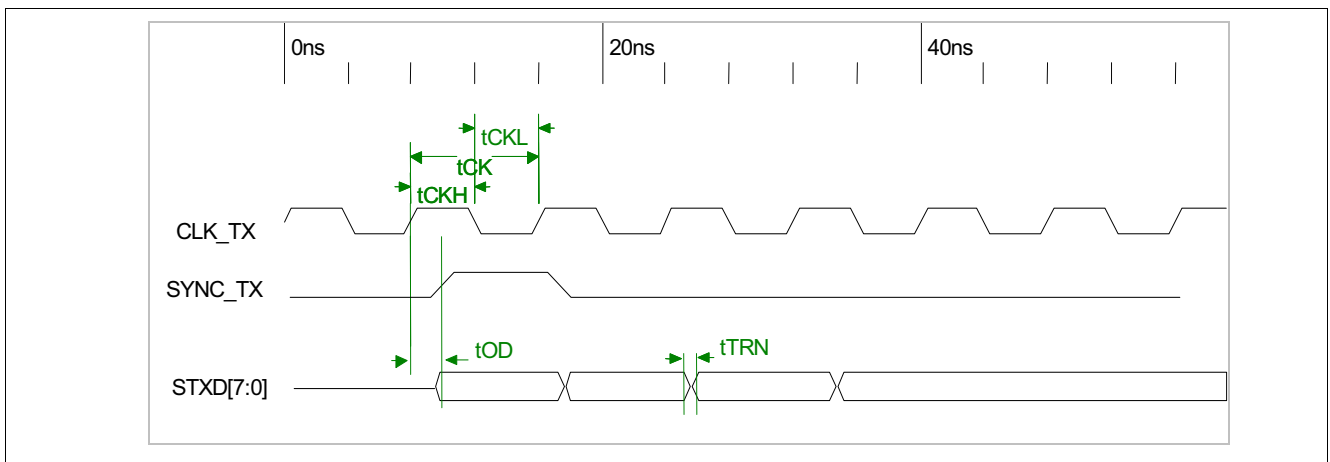 0ns 20ns 40ns
tCKL
tCK
tCKH
CLK_TX
SYNC_TX
tOD tTRN
STXD[7:0]